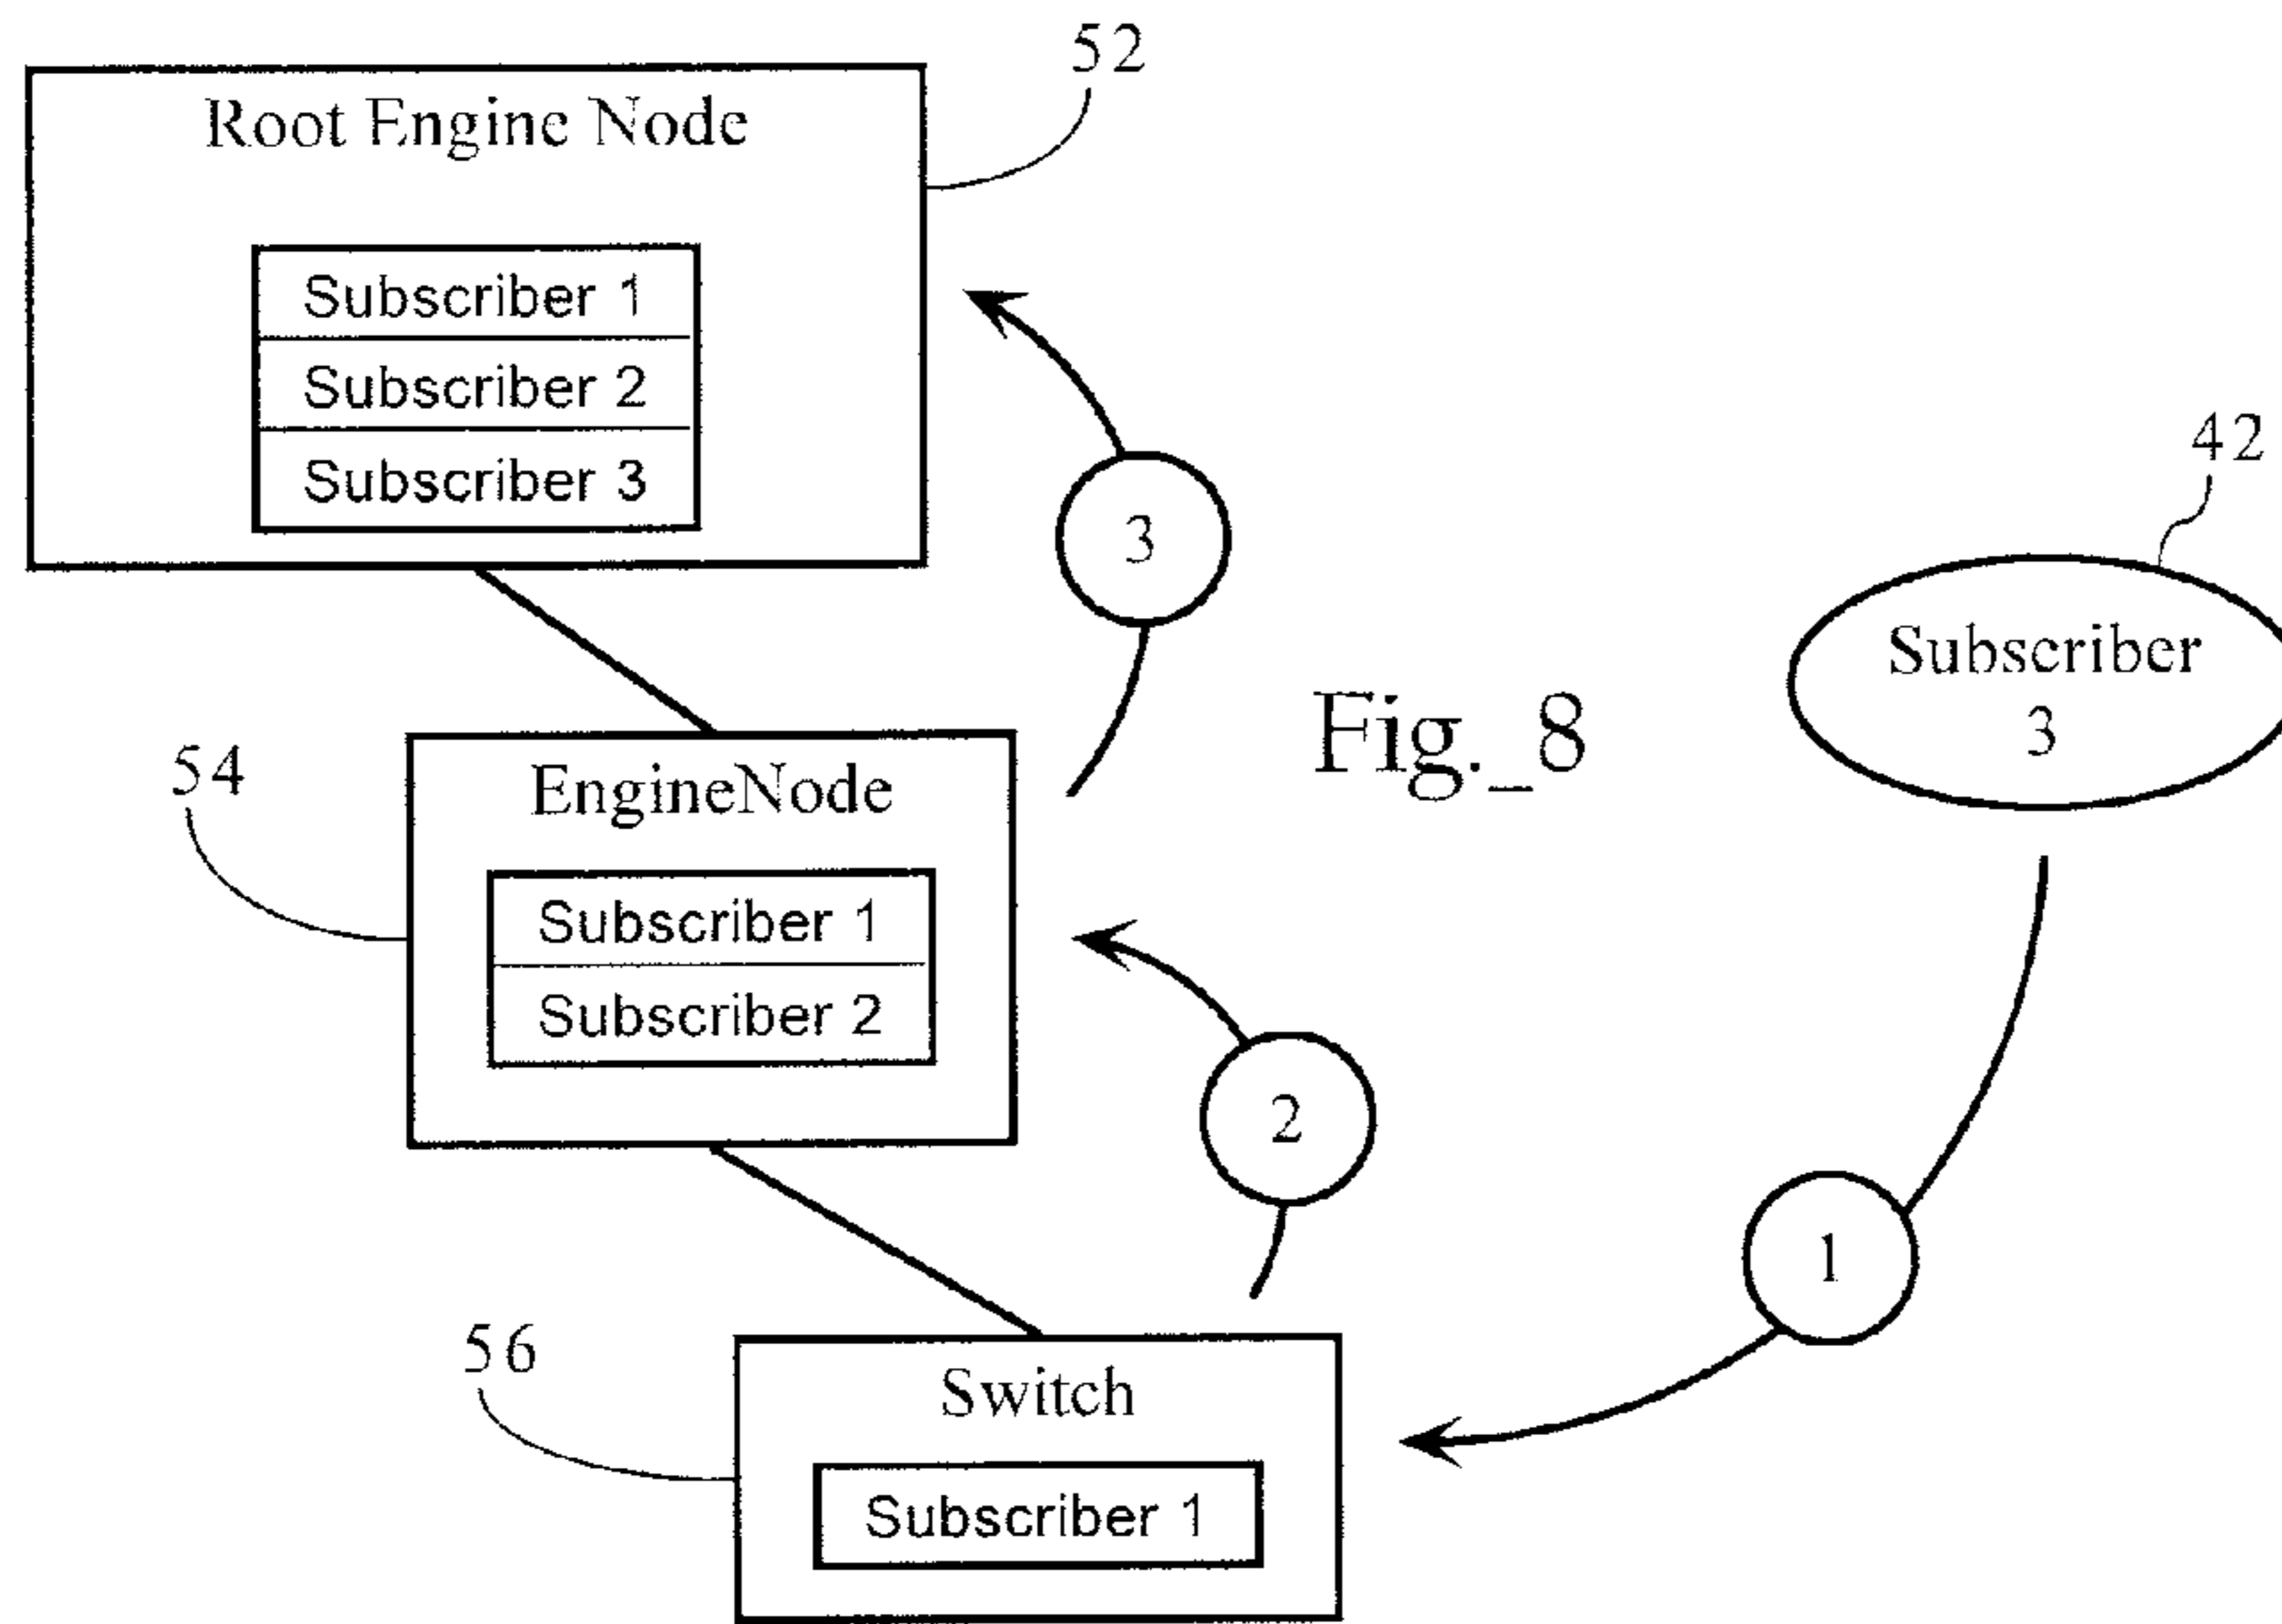 52
Root Engine Node
Subscriber 1
Subscriber 2
Subscriber 3
3
42
Subscriber
3
Fig._8
54
EngineNode
Subscriber 1
Subscriber 2
2
1
56
Switch
Subscriber 1